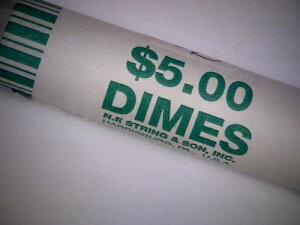 $5.00
DIMES
N.F. STRING & SON, INC.
HARRISBURG, PA., U.S.A.